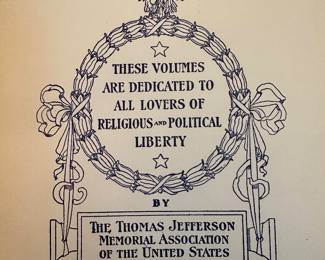 THESE VOLUMES
ARE DEDICATED TO
ALL LOVERS OF
RELIGIOUS AND POLITICAL
LIBERTY
BY
THE THOMAS JEFFERSON
MEMORIAL ASSOCIATION
OF THE UNITED STATES